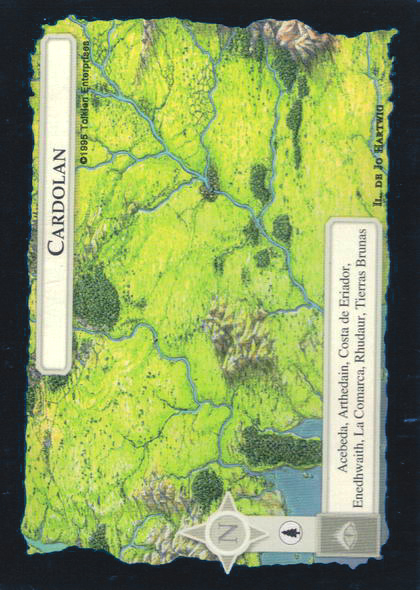 CARDOLAN
©1995 Tolkien Enterprises
IL. DE JO HARTWIG
Acebeda, Arthedain, Costa de Eriador,
Enedhwaith, La Comarca, Rhudaur, Tierras Brunas
N